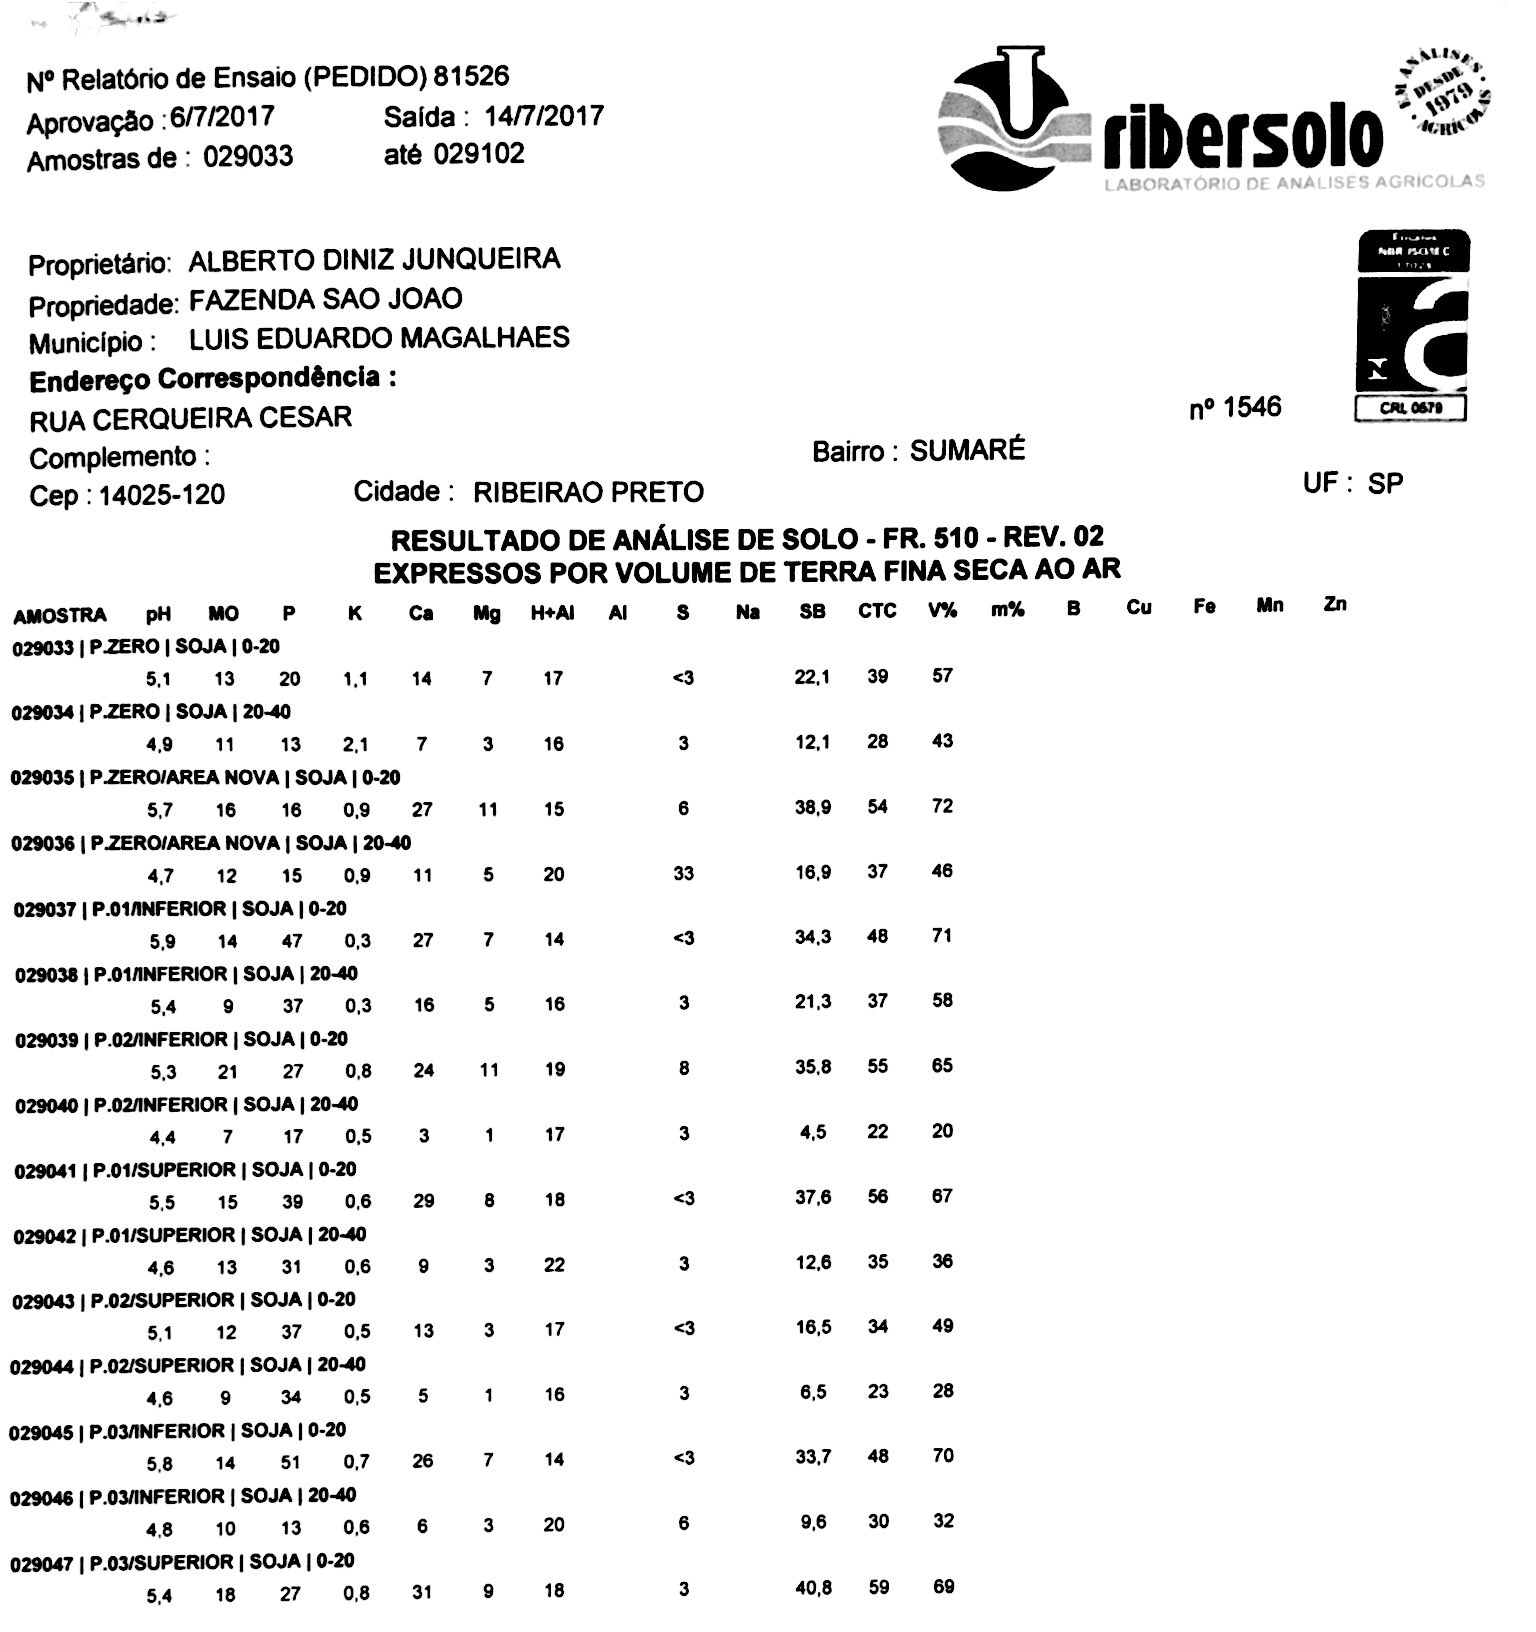 Nº Relatório de Ensaio (PEDIDO) 81526
Aprovação : 6/7/2017 Saída : 14/7/2017
Amostras de : 029033 até 029102
ribersolo
LABORATÓRIO DE ANÁLISES AGRÍCOLAS
EM ANÁLISES AGRÍCOLAS
DESDE 1979
NBR ISO/IEC
17025
CRL 0579
Proprietário: ALBERTO DINIZ JUNQUEIRA
Propriedade: FAZENDA SAO JOAO
Município : LUIS EDUARDO MAGALHAES
Endereço Correspondência :
RUA CERQUEIRA CESAR nº 1546
Complemento : Bairro : SUMARÉ
Cep : 14025-120 Cidade : RIBEIRAO PRETO UF : SP
RESULTADO DE ANÁLISE DE SOLO - FR. 510 - REV. 02
EXPRESSOS POR VOLUME DE TERRA FINA SECA AO AR
AMOSTRA pH MO P K Ca Mg H+Al Al S Na SB CTC V% m% B Cu Fe Mn Zn
029033 | P.ZERO | SOJA | 0-20
5,1 13 20 1,1 14 7 17 <3 22,1 39 57
029034 | P.ZERO | SOJA | 20-40
4,9 11 13 2,1 7 3 16 3 12,1 28 43
029035 | P.ZERO/AREA NOVA | SOJA | 0-20
5,7 16 16 0,9 27 11 15 6 38,9 54 72
029036 | P.ZERO/AREA NOVA | SOJA | 20-40
4,7 12 15 0,9 11 5 20 33 16,9 37 46
029037 | P.01/INFERIOR | SOJA | 0-20
5,9 14 47 0,3 27 7 14 <3 34,3 48 71
029038 | P.01/INFERIOR | SOJA | 20-40
5,4 9 37 0,3 16 5 16 3 21,3 37 58
029039 | P.02/INFERIOR | SOJA | 0-20
5,3 21 27 0,8 24 11 19 8 35,8 55 65
029040 | P.02/INFERIOR | SOJA | 20-40
4,4 7 17 0,5 3 1 17 3 4,5 22 20
029041 | P.01/SUPERIOR | SOJA | 0-20
5,5 15 39 0,6 29 8 18 <3 37,6 56 67
029042 | P.01/SUPERIOR | SOJA | 20-40
4,6 13 31 0,6 9 3 22 3 12,6 35 36
029043 | P.02/SUPERIOR | SOJA | 0-20
5,1 12 37 0,5 13 3 17 <3 16,5 34 49
029044 | P.02/SUPERIOR | SOJA | 20-40
4,6 9 34 0,5 5 1 16 3 6,5 23 28
029045 | P.03/INFERIOR | SOJA | 0-20
5,8 14 51 0,7 26 7 14 <3 33,7 48 70
029046 | P.03/INFERIOR | SOJA | 20-40
4,8 10 13 0,6 6 3 20 6 9,6 30 32
029047 | P.03/SUPERIOR | SOJA | 0-20
5,4 18 27 0,8 31 9 18 3 40,8 59 69